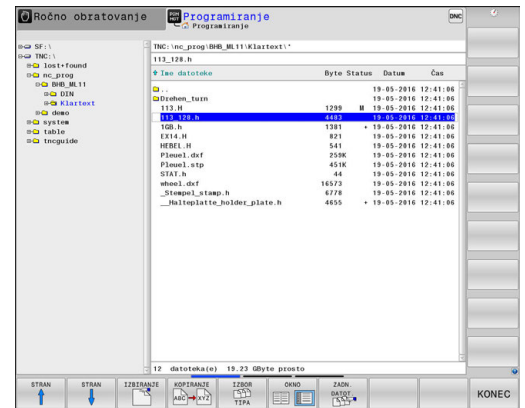 Ročno obratovanje
PGM
MGT
Programiranje
Programiranje
DNC
SF:\
TNC:\
lost+found
nc_prog
BHB_ML11
DIN
Klartext
demo
system
table
tncguide
TNC:\nc_prog\BHB_ML11\Klartext\*
113_128.h
Ime datoteke Byte Status Datum Čas
.. 19-05-2016 12:41:06
Drehen_turn 19-05-2016 12:41:06
113.H 1299 M 19-05-2016 12:41:06
113_128.h 4403 19-05-2016 12:41:06
1GB.h 1381 + 19-05-2016 12:41:06
EX14.H 821 19-05-2016 12:41:06
HEBEL.H 541 19-05-2016 12:41:06
Pleuel.dxf 259K 19-05-2016 12:41:06
Pleuel.stp 451K 19-05-2016 12:41:06
STAT.h 44 19-05-2016 12:41:06
wheel.dxf 16573 19-05-2016 12:41:06
_Stempel_stamp.h 6778 19-05-2016 12:41:06
__Halteplatte_holder_plate.h 4655 + 19-05-2016 12:41:06
12 datoteka(e) 19.23 GByte prosto
STRAN
STRAN
IZBIRANJE
KOPIRANJE
ABC XYZ
IZBOR
TIPA
OKNO
ZADN.
DATOT.
KONEC